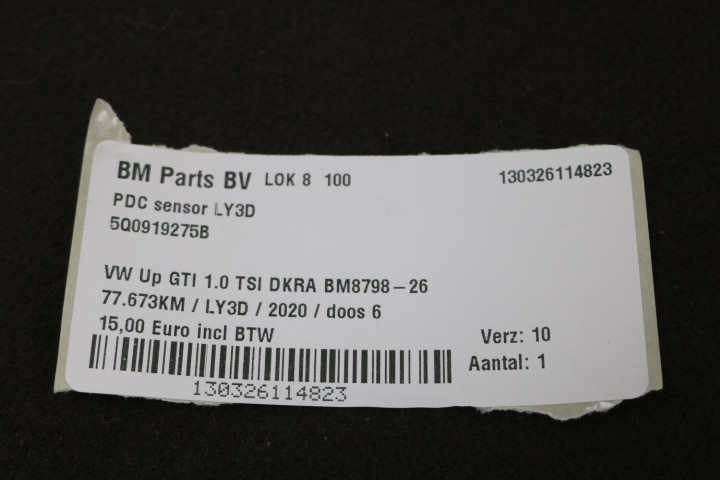 BM Parts BV LOK 8 100 130326114823
PDC sensor LY3D
5Q0919275B
VW Up GTI 1.0 TSI DKRA BM8798-26
77.673KM / LY3D / 2020 / doos 6
15,00 Euro incl BTW Verz: 10
Aantal: 1
130326114823